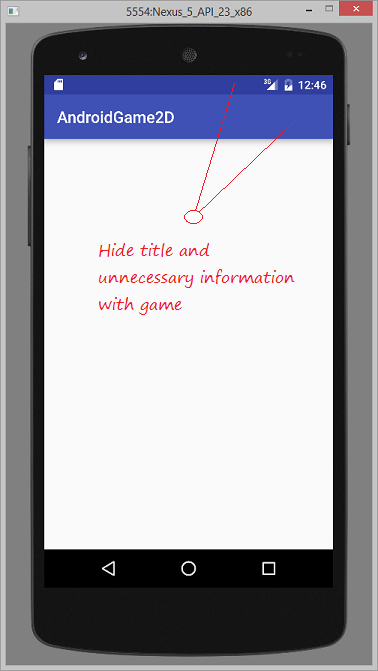 5554:Nexus_5_API_23_x86
3G 12:46
AndroidGame2D
Hide title and
unnecessary information
with game